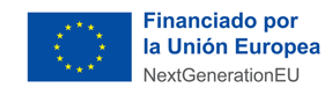 Financiado por
la Unión Europea
NextGenerationEU